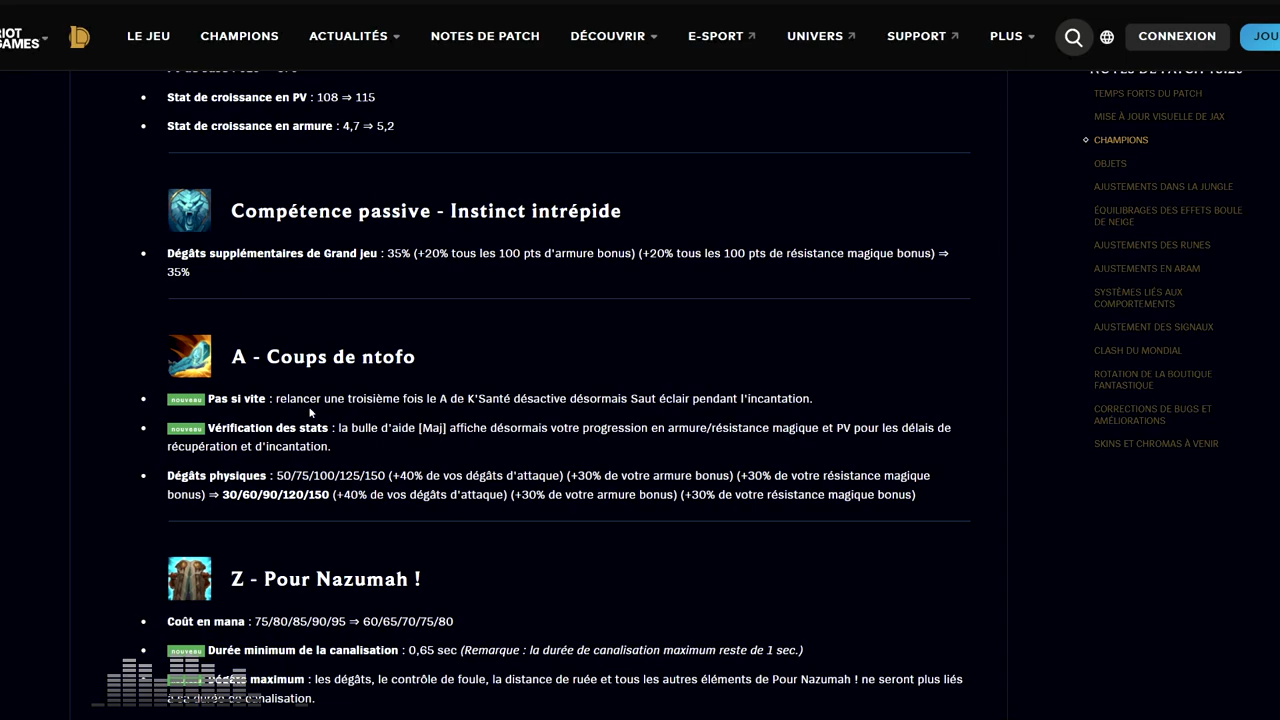 RIOT GAMES
LE JEU
CHAMPIONS
ACTUALITÉS
NOTES DE PATCH
DÉCOUVRIR
E-SPORT
UNIVERS
SUPPORT
PLUS
CONNEXION
JOU
Stat de croissance en PV : 108 ⇒ 115
Stat de croissance en armure : 4,7 ⇒ 5,2
Compétence passive - Instinct intrépide
Dégâts supplémentaires de Grand jeu : 35% (+20% tous les 100 pts d'armure bonus) (+20% tous les 100 pts de résistance magique bonus) ⇒
35%
A - Coups de ntofo
nouveau Pas si vite : relancer une troisième fois le A de K'Santé désactive désormais Saut éclair pendant l'incantation.
nouveau Vérification des stats : la bulle d'aide [Maj] affiche désormais votre progression en armure/résistance magique et PV pour les délais de
récupération et d'incantation.
Dégâts physiques : 50/75/100/125/150 (+40% de vos dégâts d'attaque) (+30% de votre armure bonus) (+30% de votre résistance magique
bonus) ⇒ 30/60/90/120/150 (+40% de vos dégâts d'attaque) (+30% de votre armure bonus) (+30% de votre résistance magique bonus)
Z - Pour Nazumah !
Coût en mana : 75/80/85/90/95 ⇒ 60/65/70/75/80
nouveau Durée minimum de la canalisation : 0,65 sec (Remarque : la durée de canalisation maximum reste de 1 sec.)
maximum : les dégâts, le contrôle de foule, la distance de ruée et tous les autres éléments de Pour Nazumah ! ne seront plus liés
à sa durée de canalisation.
NOTES DE PATCH
TEMPS FORTS DU PATCH
MISE À JOUR VISUELLE DE JAX
CHAMPIONS
OBJETS
AJUSTEMENTS DANS LA JUNGLE
ÉQUILIBRAGES DES EFFETS BOULE
DE NEIGE
AJUSTEMENTS DES RUNES
AJUSTEMENTS EN ARAM
SYSTÈMES LIÉS AUX
COMPORTEMENTS
AJUSTEMENT DES SIGNAUX
CLASH DU MONDIAL
ROTATION DE LA BOUTIQUE
FANTASTIQUE
CORRECTIONS DE BUGS ET
AMÉLIORATIONS
SKINS ET CHROMAS À VENIR